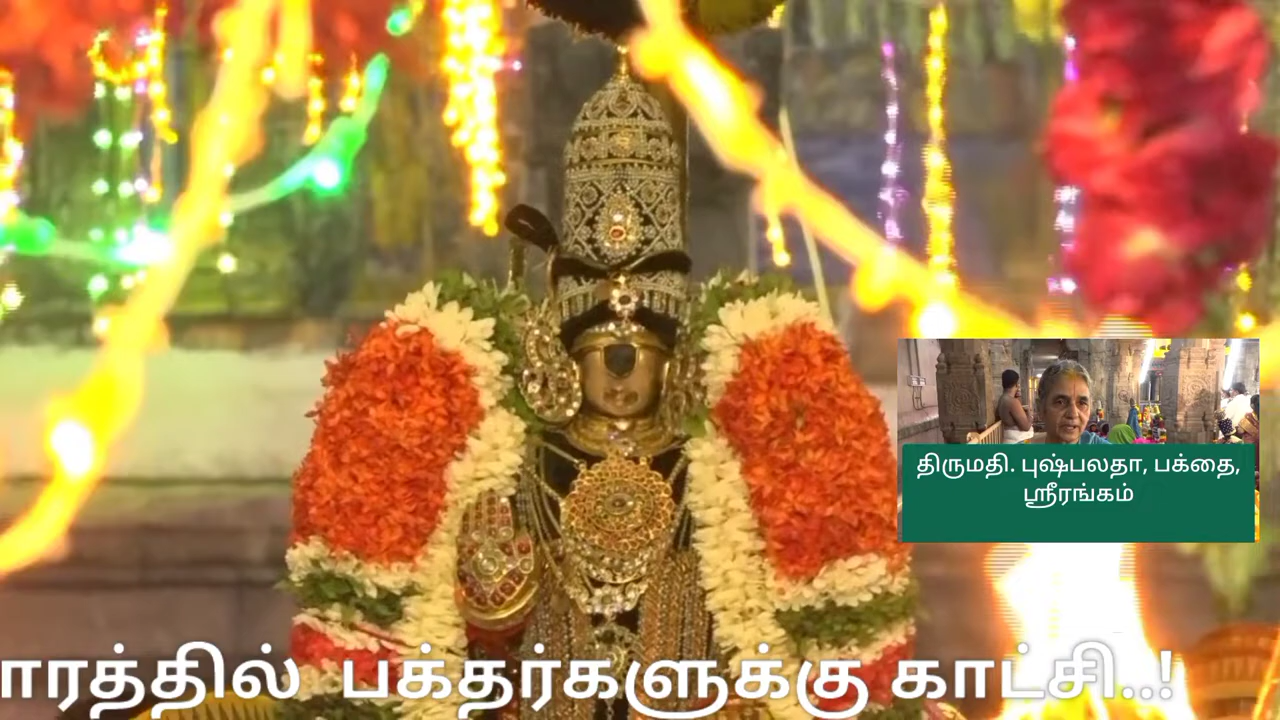 திருமதி. புஷ்பலதா, பக்தை,
ஸ்ரீரங்கம்
ாரத்தில் பக்தர்களுக்கு காட்சி..!